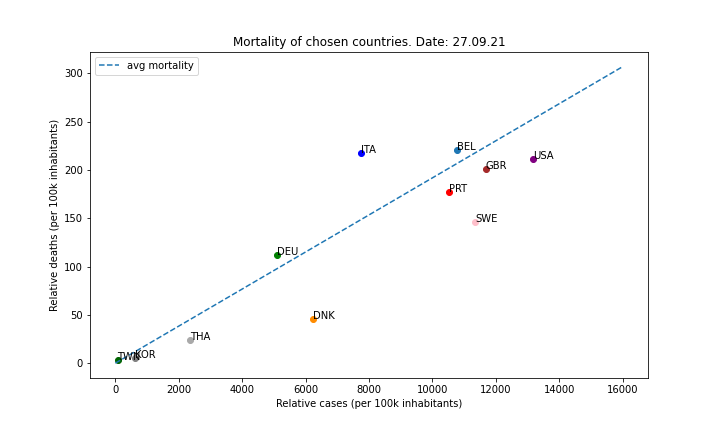 Mortality of chosen countries. Date: 27.09.21
avg mortality
Relative deaths (per 100k inhabitants)
300
250
200
150
100
50
0
ITA
BEL
USA
GBR
PRT
SWE
DEU
DNK
THA
KOR
TWN
0 2000 4000 6000 8000 10000 12000 14000 16000
Relative cases (per 100k inhabitants)